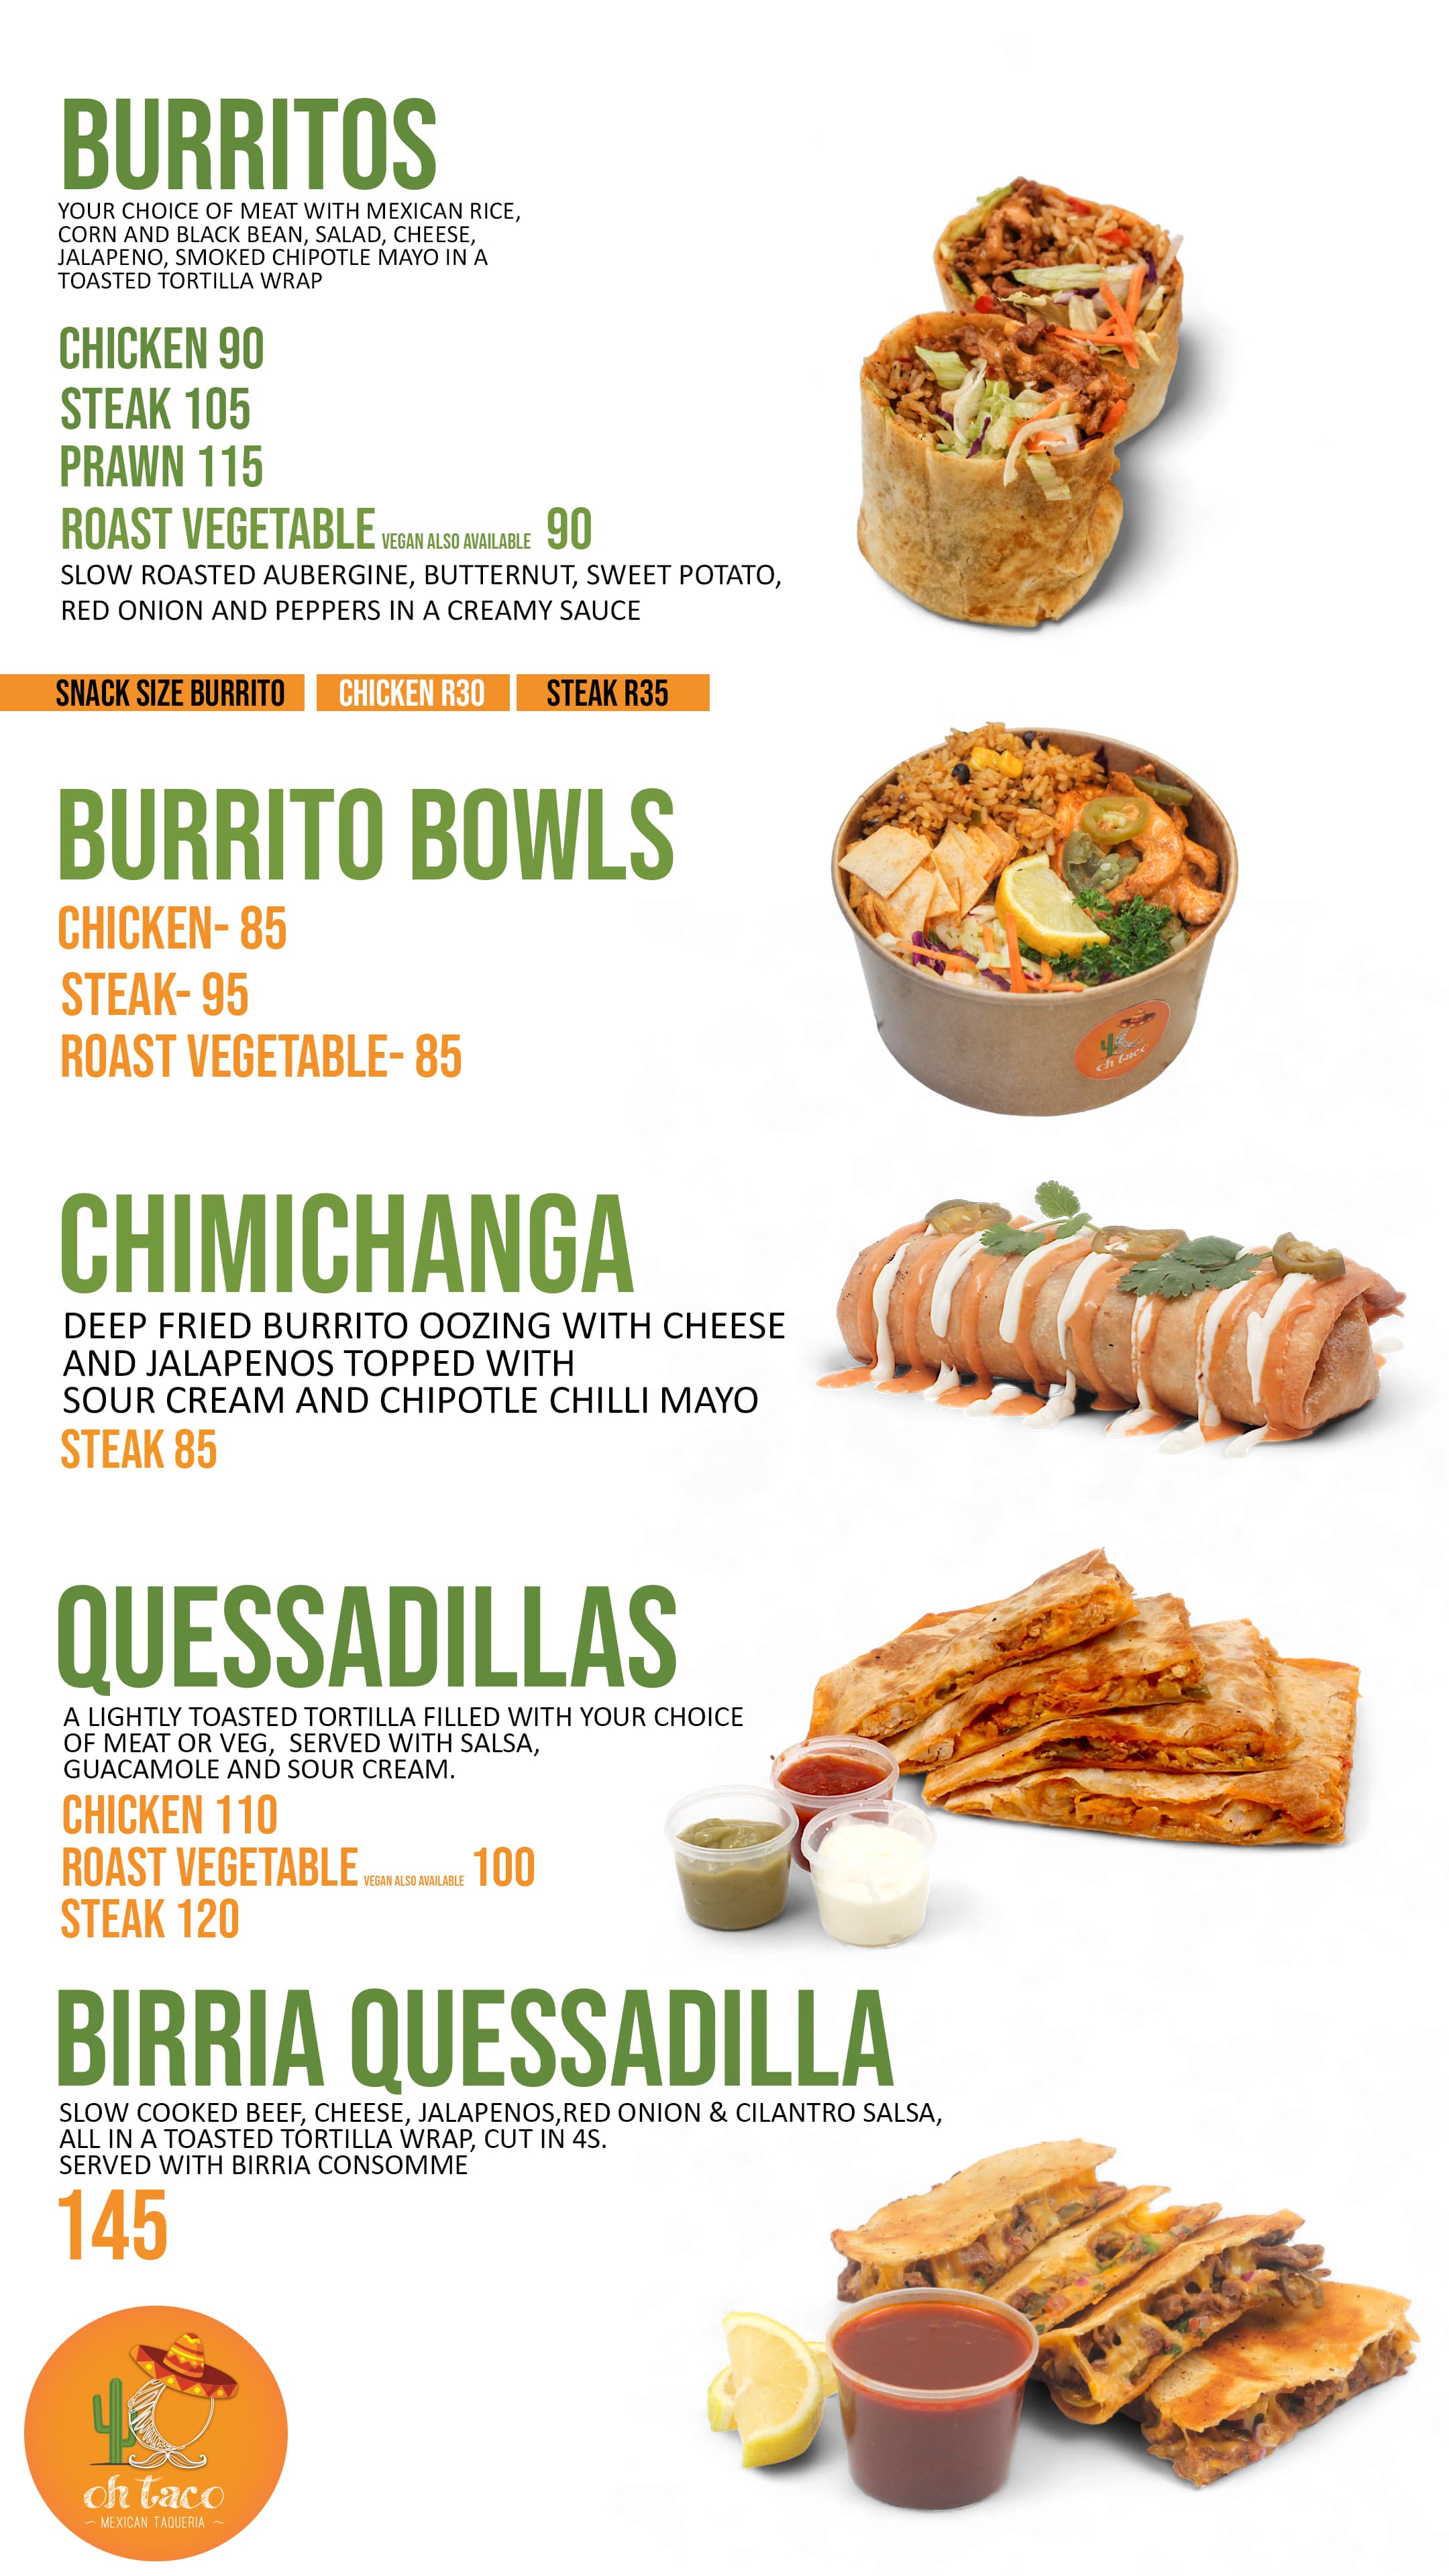 BURRITOS
YOUR CHOICE OF MEAT WITH MEXICAN RICE,
CORN AND BLACK BEAN, SALAD, CHEESE,
JALAPENO, SMOKED CHIPOTLE MAYO IN A
TOASTED TORTILLA WRAP
CHICKEN 90
STEAK 105
PRAWN 115
ROAST VEGETABLE VEGAN ALSO AVAILABLE 90
SLOW ROASTED AUBERGINE, BUTTERNUT, SWEET POTATO,
RED ONION AND PEPPERS IN A CREAMY SAUCE
SNACK SIZE BURRITO CHICKEN R30 STEAK R35
BURRITO BOWLS
CHICKEN- 85
STEAK- 95
ROAST VEGETABLE- 85
oh taco
CHIMICHANGA
DEEP FRIED BURRITO OOZING WITH CHEESE
AND JALAPENOS TOPPED WITH
SOUR CREAM AND CHIPOTLE CHILLI MAYO
STEAK 85
QUESSADILLAS
A LIGHTLY TOASTED TORTILLA FILLED WITH YOUR CHOICE
OF MEAT OR VEG, SERVED WITH SALSA,
GUACAMOLE AND SOUR CREAM.
CHICKEN 110
ROAST VEGETABLE VEGAN ALSO AVAILABLE 100
STEAK 120
BIRRIA QUESSADILLA
SLOW COOKED BEEF, CHEESE, JALAPENOS,RED ONION & CILANTRO SALSA,
ALL IN A TOASTED TORTILLA WRAP, CUT IN 4S.
SERVED WITH BIRRIA CONSOMME
145
oh taco
~ MEXICAN TAQUERIA ~